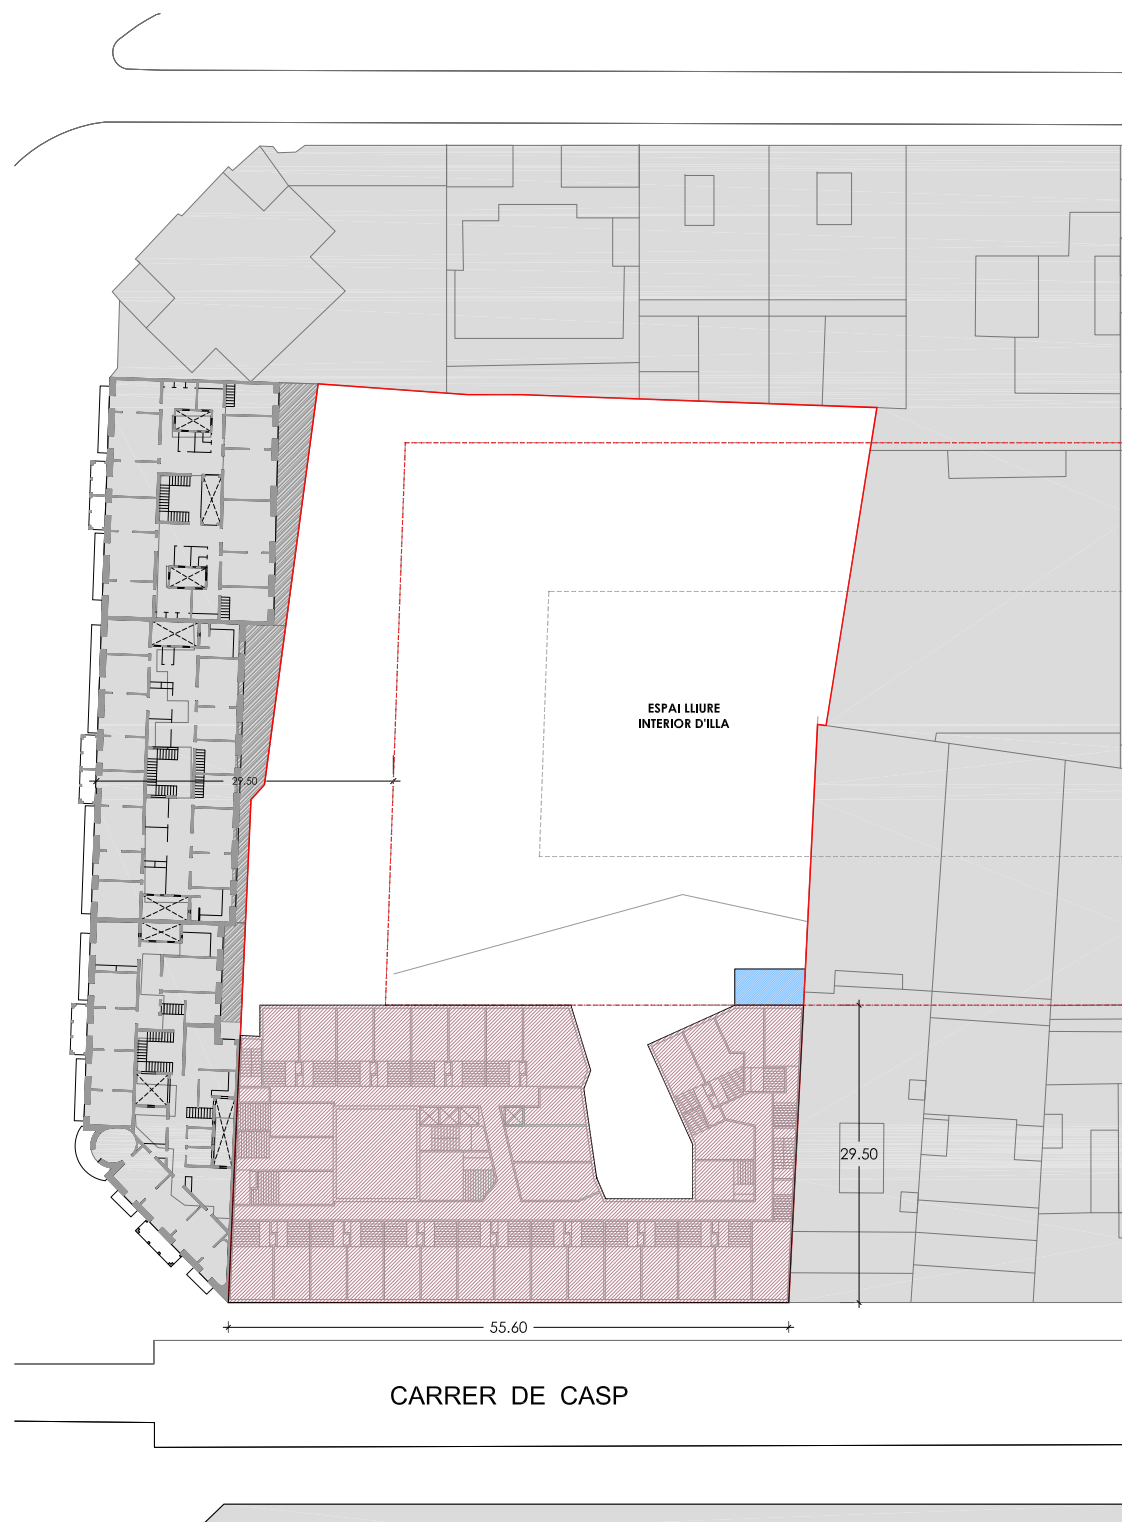 ESPAI LLIURE
INTERIOR D'ILLA
29.50
29.50
55.60
CARRER DE CASP